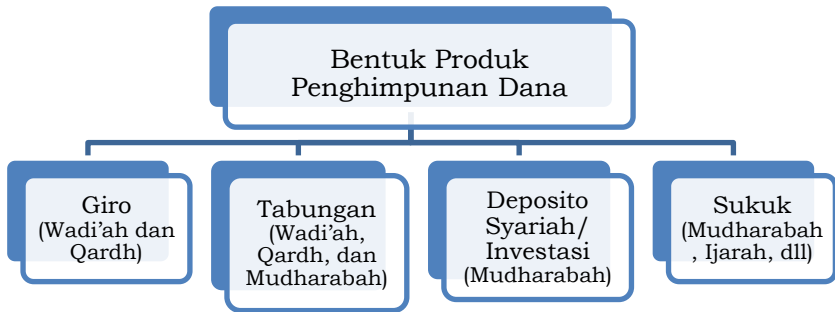 Bentuk Produk
Penghimpunan Dana
Giro
(Wadi’ah dan
Qardh)
Tabungan
(Wadi’ah,
Qardh, dan
Mudharabah)
Deposito
Syariah/
Investasi
(Mudharabah)
Sukuk
(Mudharabah
, Ijarah, dll)